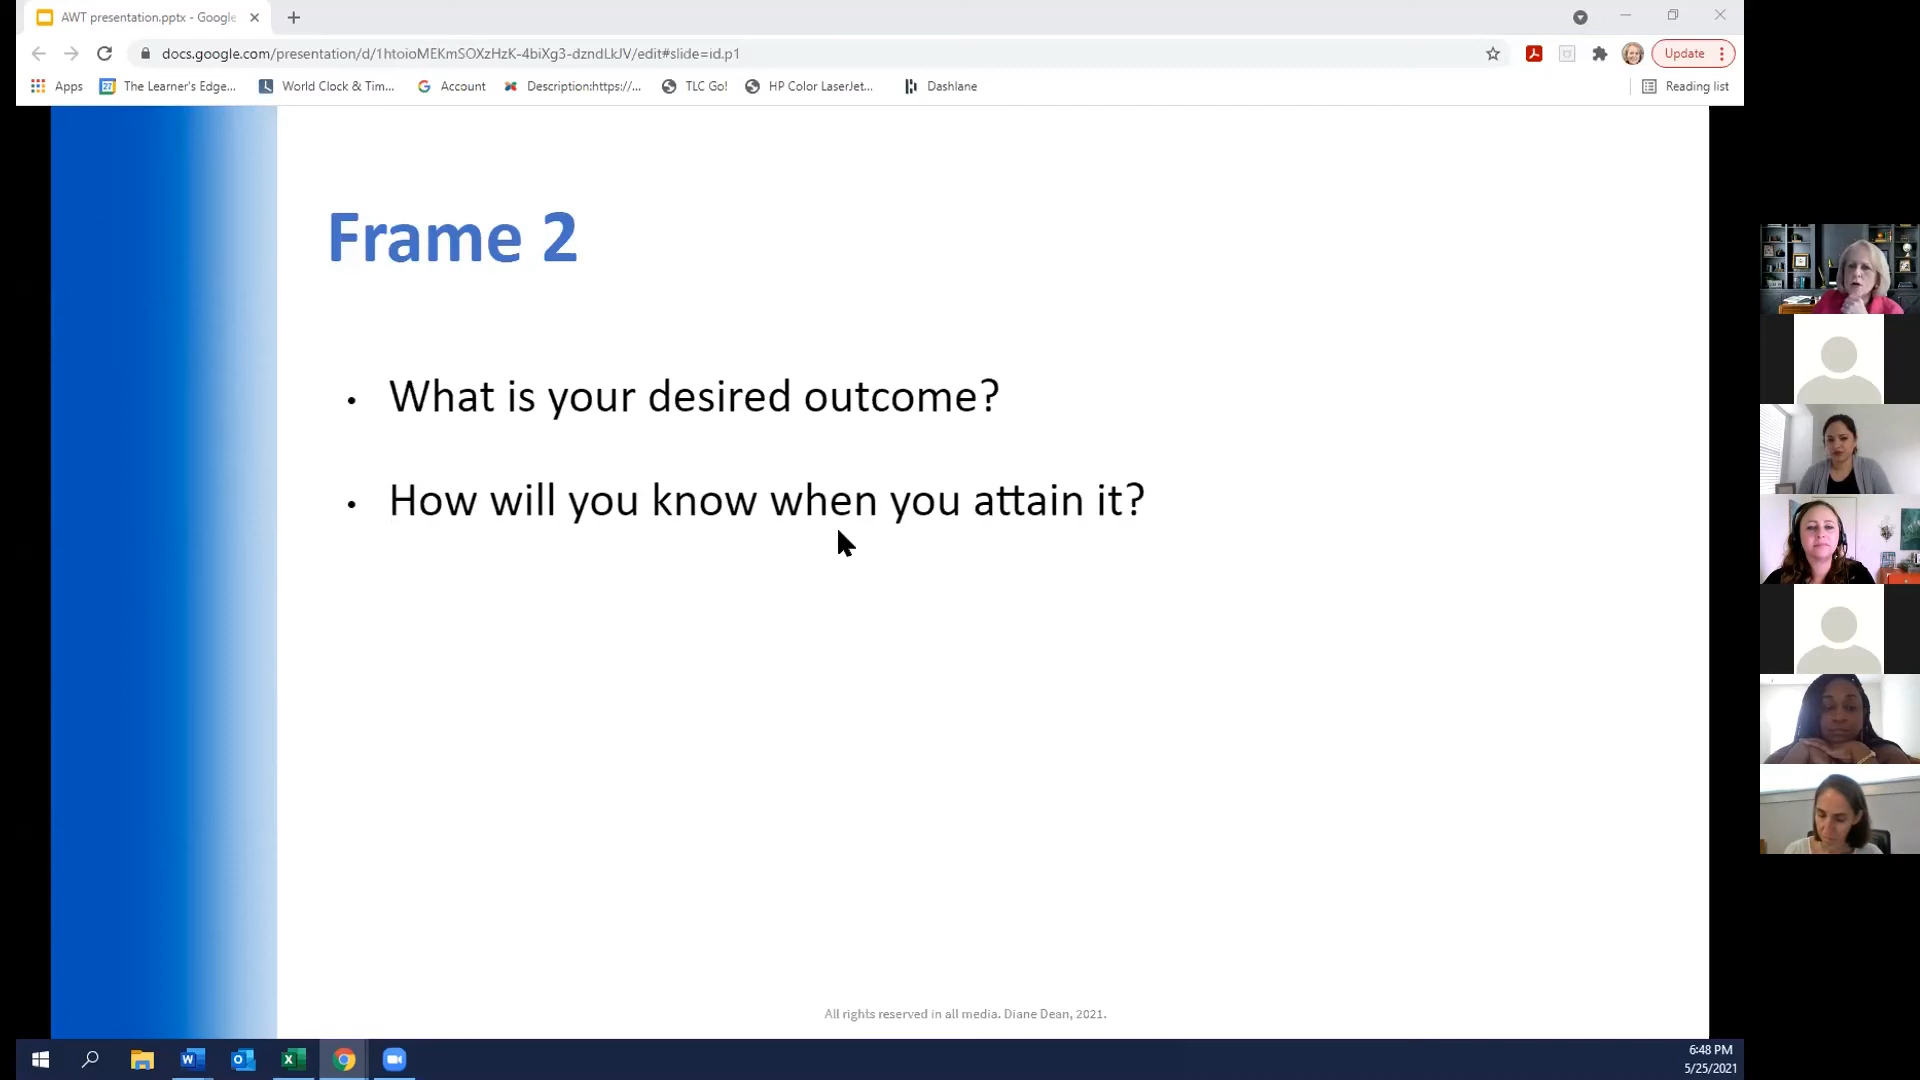 AWT presentation.pptx - Google
docs.google.com/presentation/d/1htoioMEKmSOXzHzK-4biXg3-dzndLkJV/edit#slide=id.p1
Update
Apps
27
The Learner's Edge...
World Clock & Tim...
Account
Description:https://...
TLC Go!
HP Color LaserJet...
Dashlane
Reading list
Frame 2
• What is your desired outcome?
• How will you know when you attain it?
All rights reserved in all media. Diane Dean, 2021.
6:48 PM
5/25/2021